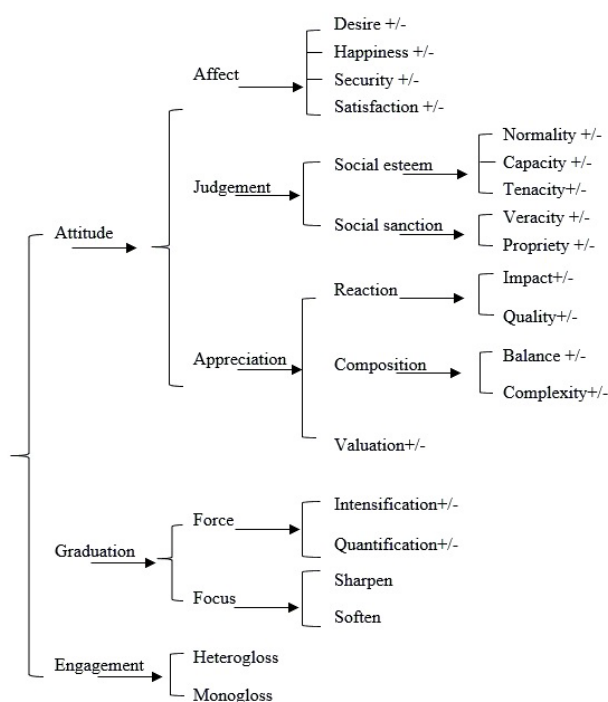 Desire +/-
Happiness +/-
Affect
Security +/-
Satisfaction +/-
Normality +/-
Social esteem
Capacity +/-
Judgement
Tenacity+/-
Social sanction
Veracity +/-
Attitude
Propriety +/-
Reaction
Impact+/-
Quality+/-
Appreciation
Composition
Balance +/-
Complexity+/-
Valuation+/-
Force
Intensification+/-
Graduation
Quantification+/-
Focus
Sharpen
Soften
Engagement
Heterogloss
Monogloss